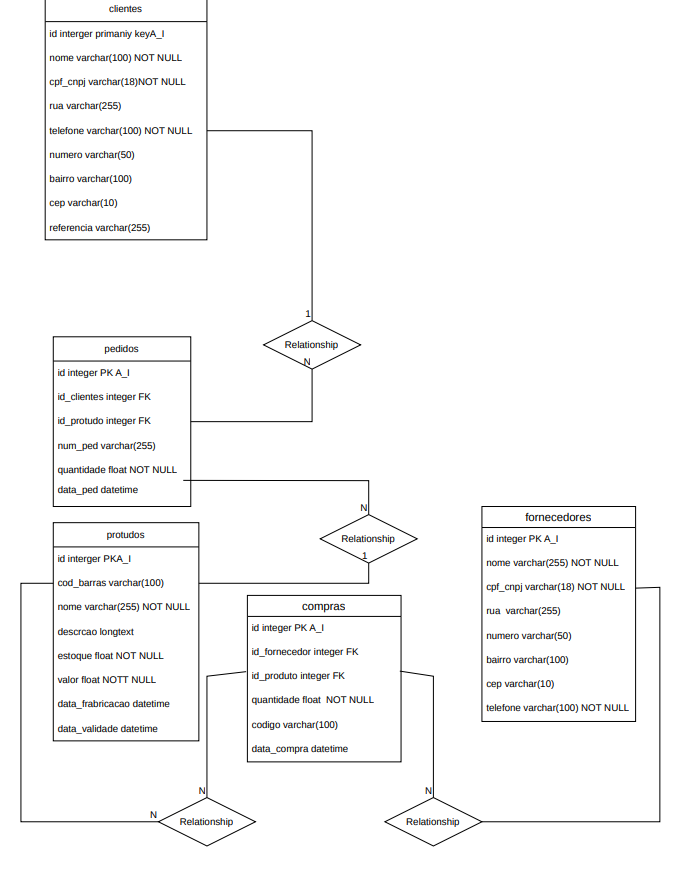 clientes
id interger primaniy keyA_I
nome varchar(100) NOT NULL
cpf_cnpj varchar(18)NOT NULL
rua varchar(255)
telefone varchar(100) NOT NULL
numero varchar(50)
bairro varchar(100)
cep varchar(10)
referencia varchar(255)
1
Relationship
N
pedidos
id integer PK A_I
id_clientes integer FK
id_protudo integer FK
num_ped varchar(255)
quantidade float NOT NULL
data_ped datetime
N
Relationship
1
protudos
id interger PKA_I
cod_barras varchar(100)
nome varchar(255) NOT NULL
descrcao longtext
estoque float NOT NULL
valor float NOTT NULL
data_frabricacao datetime
data_validade datetime
compras
id integer PK A_I
id_fornecedor integer FK
id_produto integer FK
quantidade float  NOT NULL
codigo varchar(100)
data_compra datetime
fornecedores
id integer PK A_I
nome varchar(255) NOT NULL
cpf_cnpj varchar(18) NOT NULL
rua  varchar(255)
numero varchar(50)
bairro varchar(100)
cep varchar(10)
telefone varchar(100) NOT NULL
N
N
Relationship
N
Relationship